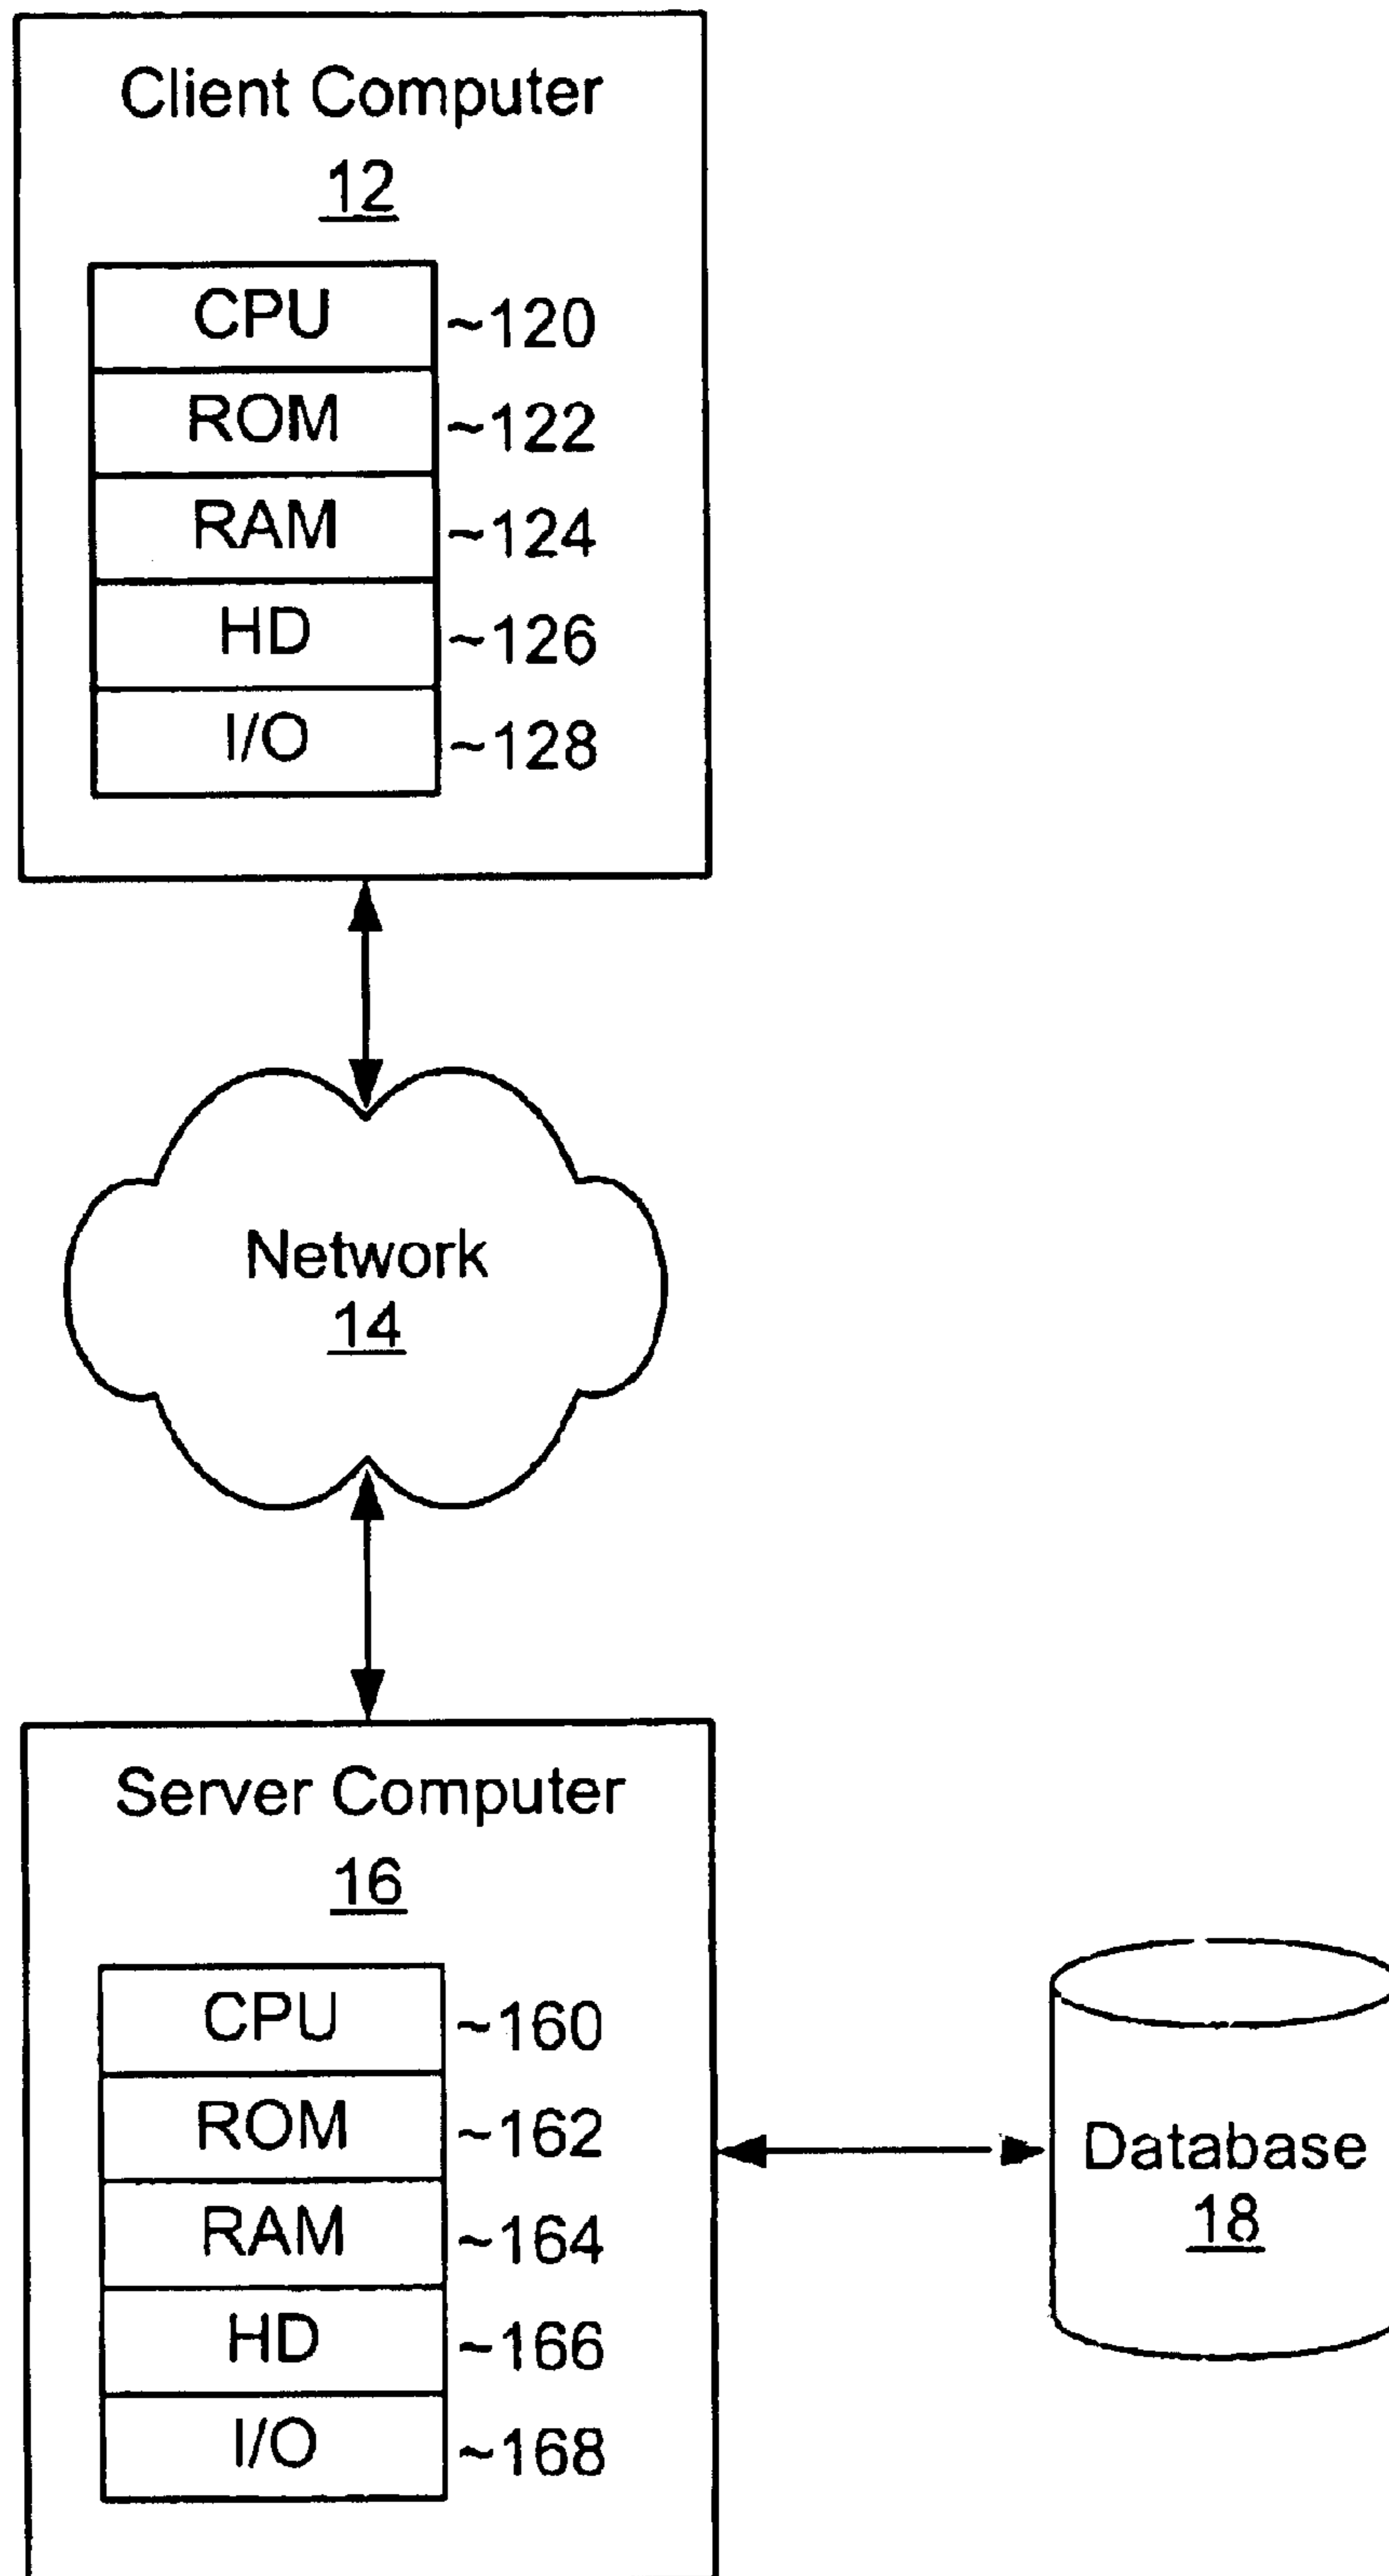 Client Computer
12
CPU ~120
ROM ~122
RAM ~124
HD ~126
I/O ~128
Network
14
Server Computer
16
CPU ~160
ROM ~162
RAM ~164
HD ~166
I/O ~168
Database
18